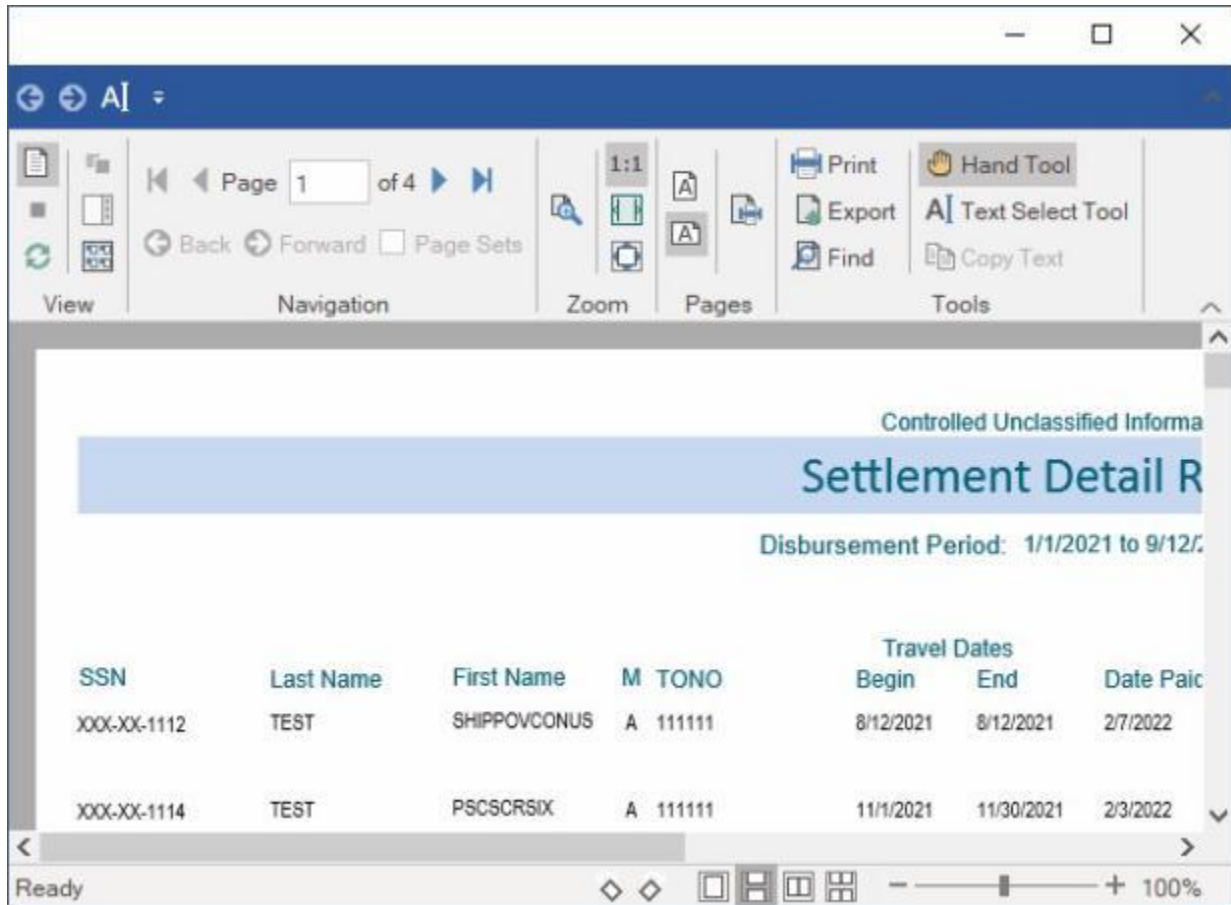 Page 1 of 4
1:1
Print
Hand Tool
Export
Text Select Tool
Back
Forward
Page Sets
Find
Copy Text
View
Navigation
Zoom
Pages
Tools
Controlled Unclassified Informa
Settlement Detail R
Disbursement Period: 1/1/2021 to 9/12/2
Travel Dates
SSN Last Name First Name M TONO Begin End Date Paid
XXX-XX-1112 TEST SHIPPOVCONUS A 111111 8/12/2021 8/12/2021 2/7/2022
XXX-XX-1114 TEST PSCSCRSIX A 111111 11/1/2021 11/30/2021 2/3/2022
Ready
100%